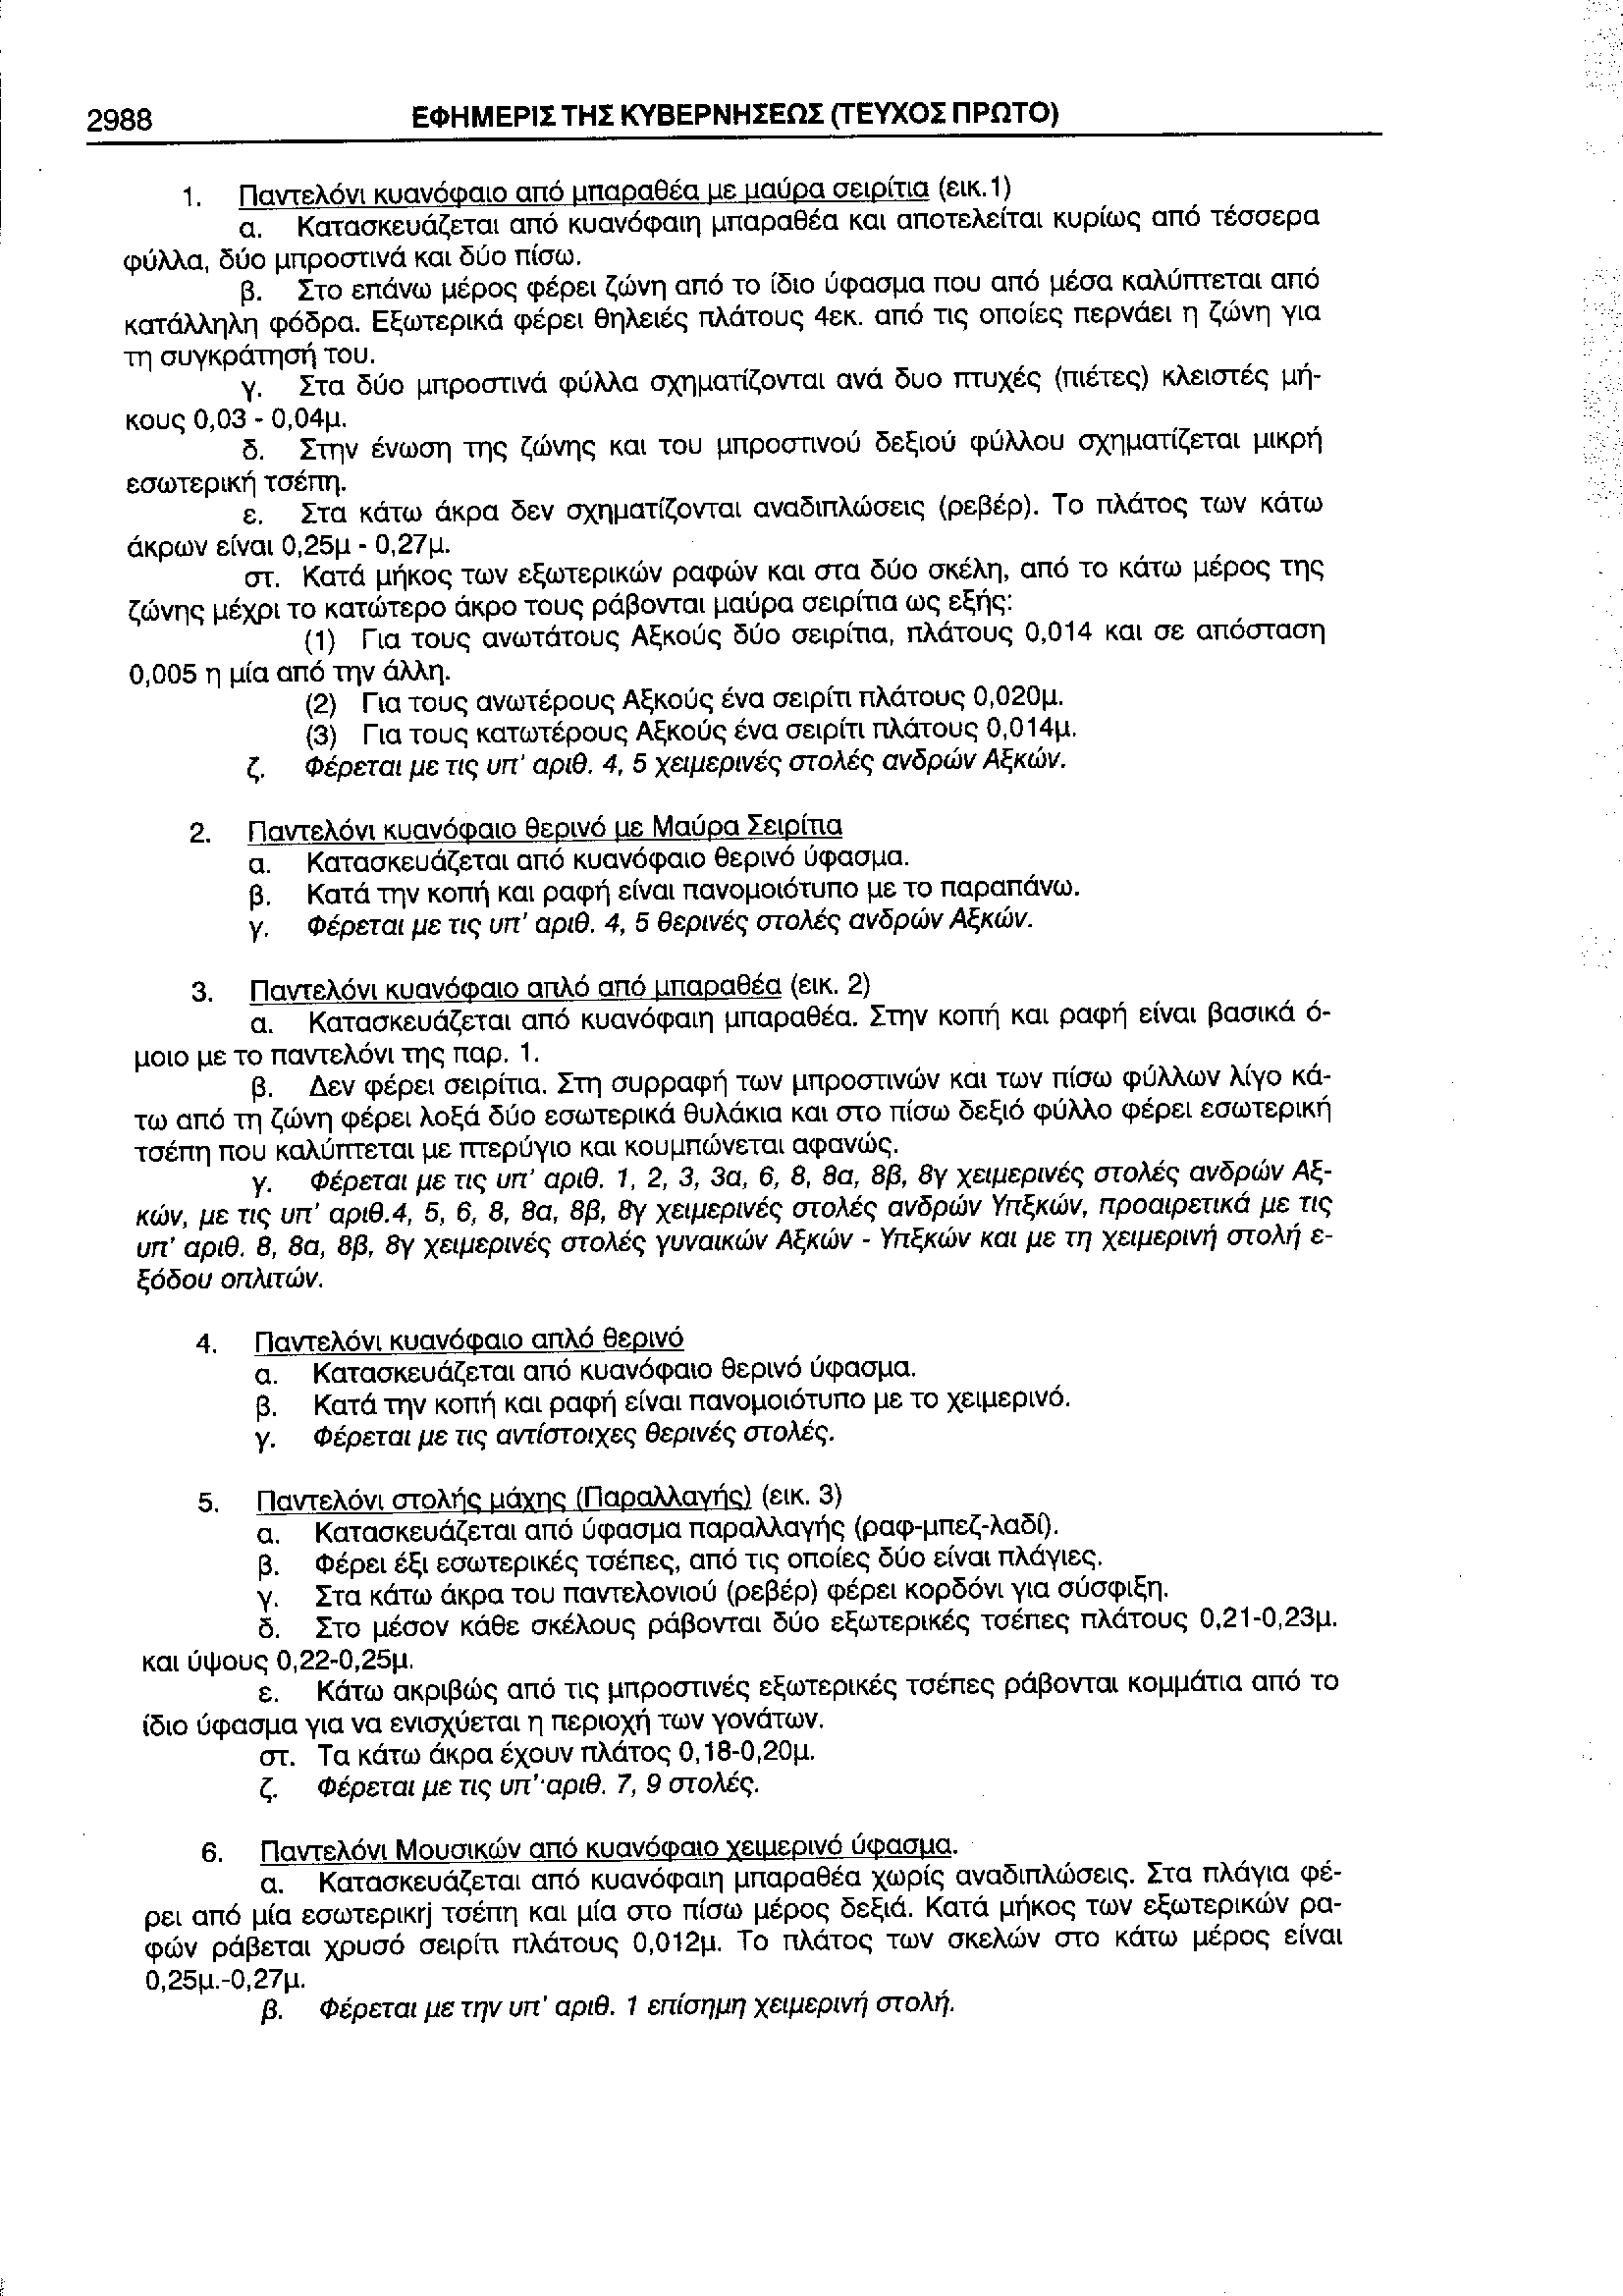 2988 ΕΦΗΜΕΡΙΣ ΤΗΣ ΚΥΒΕΡΝΗΣΕΩΣ (ΤΕΥΧΟΣ ΠΡΩΤΟ)
1. Παντελόνι κυανόφαιο από μπαραθέα με μαύρα σειρίτια (εικ.1)
α. Κατασκευάζεται από κυανόφαιη μπαραθέα και αποτελείται κυρίως από τέσσερα
φύλλα, δύο μπροστινά και δύο πίσω.
β. Στο επάνω μέρος φέρει ζώνη από το ίδιο ύφασμα που από μέσα καλύπτεται από
κατάλληλη φόδρα. Εξωτερικά φέρει θηλειές πλάτους 4εκ. από τις οποίες περνάει η ζώνη για
τη συγκράτησή του.
γ. Στα δύο μπροστινά φύλλα σχηματίζονται ανά δυο πτυχές (πιέτες) κλειστές μή-
κους 0,03 - 0,04μ.
δ. Στην ένωση της ζώνης και του μπροστινού δεξιού φύλλου σχηματίζεται μικρή
εσωτερική τσέπη.
ε. Στα κάτω άκρα δεν σχηματίζονται αναδιπλώσεις (ρεβέρ). Το πλάτος των κάτω
άκρων είναι 0,25μ - 0,27μ.
στ. Κατά μήκος των εξωτερικών ραφών και στα δύο σκέλη, από το κάτω μέρος της
ζώνης μέχρι το κατώτερο άκρο τους ράβονται μαύρα σειρίτια ως εξής:
(1) Για τους ανωτάτους Αξκούς δύο σειρίτια, πλάτους 0,014 και σε απόσταση
0,005 η μία από την άλλη.
(2) Για τους ανωτέρους Αξκούς ένα σειρίτι πλάτους 0,020μ.
(3) Για τους κατωτέρους Αξκούς ένα σειρίτι πλάτους 0,014μ.
ζ. Φέρεται με τις υπ' αριθ. 4, 5 χειμερινές στολές ανδρών Αξκών.
2. Παντελόνι κυανόφαιο θερινό με Μαύρα Σειρίτια
α. Κατασκευάζεται από κυανόφαιο θερινό ύφασμα.
β. Κατά την κοπή και ραφή είναι πανομοιότυπο με το παραπάνω.
γ. Φέρεται με τις υπ' αριθ. 4, 5 θερινές στολές ανδρών Αξκών.
3. Παντελόνι κυανόφαιο απλό από μπαραθέα (εικ. 2)
α. Κατασκευάζεται από κυανόφαιη μπαραθέα. Στην κοπή και ραφή είναι βασικά ό-
μοιο με το παντελόνι της παρ. 1.
β. Δεν φέρει σειρίτια. Στη συρραφή των μπροστινών και των πίσω φύλλων λίγο κά-
τω από τη ζώνη φέρει λοξά δύο εσωτερικά θυλάκια και στο πίσω δεξιό φύλλο φέρει εσωτερική
τσέπη που καλύπτεται με πτερύγιο και κουμπώνεται αφανώς.
γ. Φέρεται με τις υπ' αριθ. 1, 2, 3, 3α, 6, 8, 8α, 8β, 8γ χειμερινές στολές ανδρών Αξ-
κών, με τις υπ' αριθ.4, 5, 6, 8, 8α, 8β, 8γ χειμερινές στολές ανδρών Υπξκών, προαιρετικά με τις
υπ' αριθ. 8, 8α, 8β, 8γ χειμερινές στολές γυναικών Αξκών - Υπξκών και με τη χειμερινή στολή ε-
ξόδου οπλιτών.
4. Παντελόνι κυανόφαιο απλό θερινό
α. Κατασκευάζεται από κυανόφαιο θερινό ύφασμα.
β. Κατά την κοπή και ραφή είναι πανομοιότυπο με το χειμερινό.
γ. Φέρεται με τις αντίστοιχες θερινές στολές.
5. Παντελόνι στολής μάχης (Παραλλαγής) (εικ. 3)
α. Κατασκευάζεται από ύφασμα παραλλαγής (ραφ-μπεζ-λαδί).
β. Φέρει έξι εσωτερικές τσέπες, από τις οποίες δύο είναι πλάγιες.
γ. Στα κάτω άκρα του παντελονιού (ρεβέρ) φέρει κορδόνι για σύσφιξη.
δ. Στο μέσον κάθε σκέλους ράβονται δύο εξωτερικές τσέπες πλάτους 0,21-0,23μ.
και ύψους 0,22-0,25μ.
ε. Κάτω ακριβώς από τις μπροστινές εξωτερικές τσέπες ράβονται κομμάτια από το
ίδιο ύφασμα για να ενισχύεται η περιοχή των γονάτων.
στ. Τα κάτω άκρα έχουν πλάτος 0,18-0,20μ.
ζ. Φέρεται με τις υπ' αριθ. 7, 9 στολές.
6. Παντελόνι Μουσικών από κυανόφαιο χειμερινό ύφασμα.
α. Κατασκευάζεται από κυανόφαιη μπαραθέα χωρίς αναδιπλώσεις. Στα πλάγια φέ-
ρει από μία εσωτερικrj τσέπη και μία στο πίσω μέρος δεξιά. Κατά μήκος των εξωτερικών ρα-
φών ράβεται χρυσό σειρίτι πλάτους 0,012μ. Το πλάτος των σκελών στο κάτω μέρος είναι
0,25μ.-0,27μ.
β. Φέρεται με την υπ' αριθ. 1 επίσημη χειμερινή στολή.